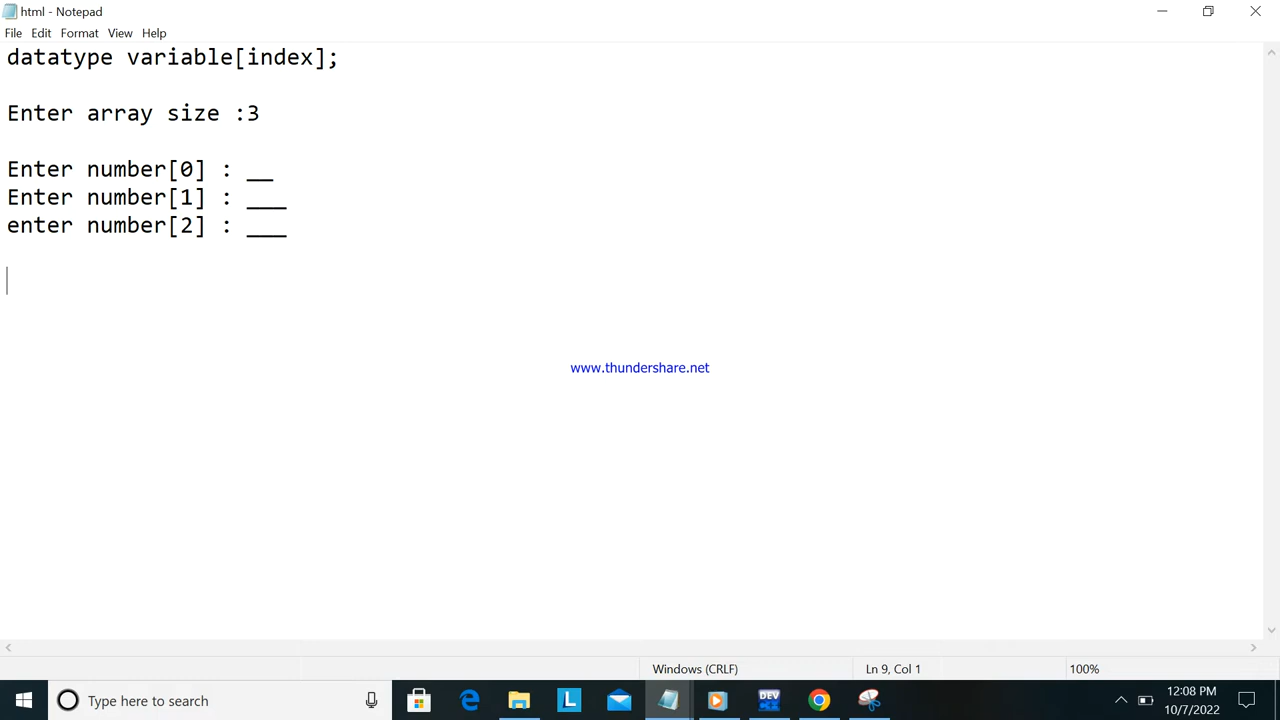 html - Notepad
File Edit Format View Help
datatype variable[index];
Enter array size :3
Enter number[0] : __
Enter number[1] : ___
enter number[2] : ___
www.thundershare.net
Windows (CRLF) Ln 9, Col 1 100%
Type here to search
12:08 PM
10/7/2022